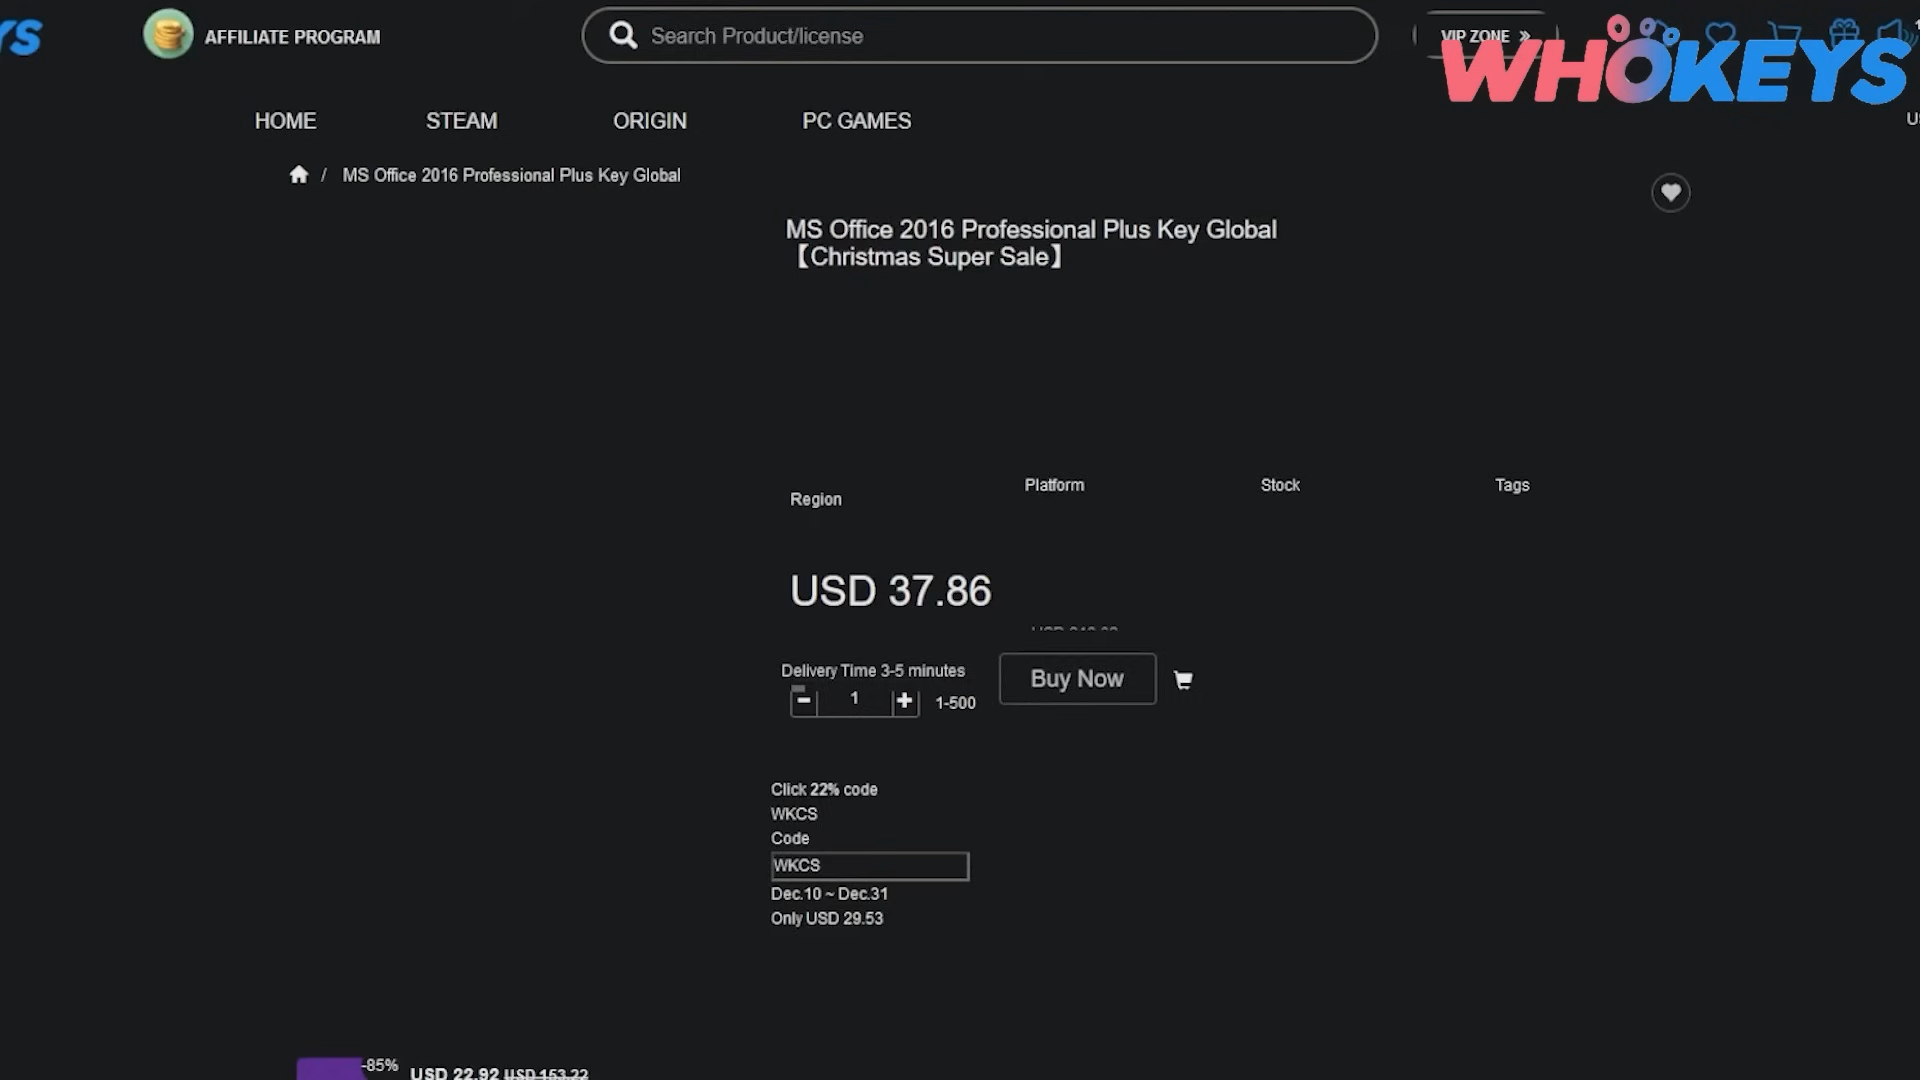 YS
AFFILIATE PROGRAM
Search Product/license
VIP ZONE »
WHOKEYS
HOME
STEAM
ORIGIN
PC GAMES
/ MS Office 2016 Professional Plus Key Global
MS Office 2016 Professional Plus Key Global
【Christmas Super Sale】
Region
Platform
Stock
Tags
USD 37.86
Delivery Time 3-5 minutes
- 1 + 1-500
Buy Now
Click 22% code
WKCS
Code
WKCS
Dec.10 ~ Dec.31
Only USD 29.53
-85%
USD 22.92 USD 153.22